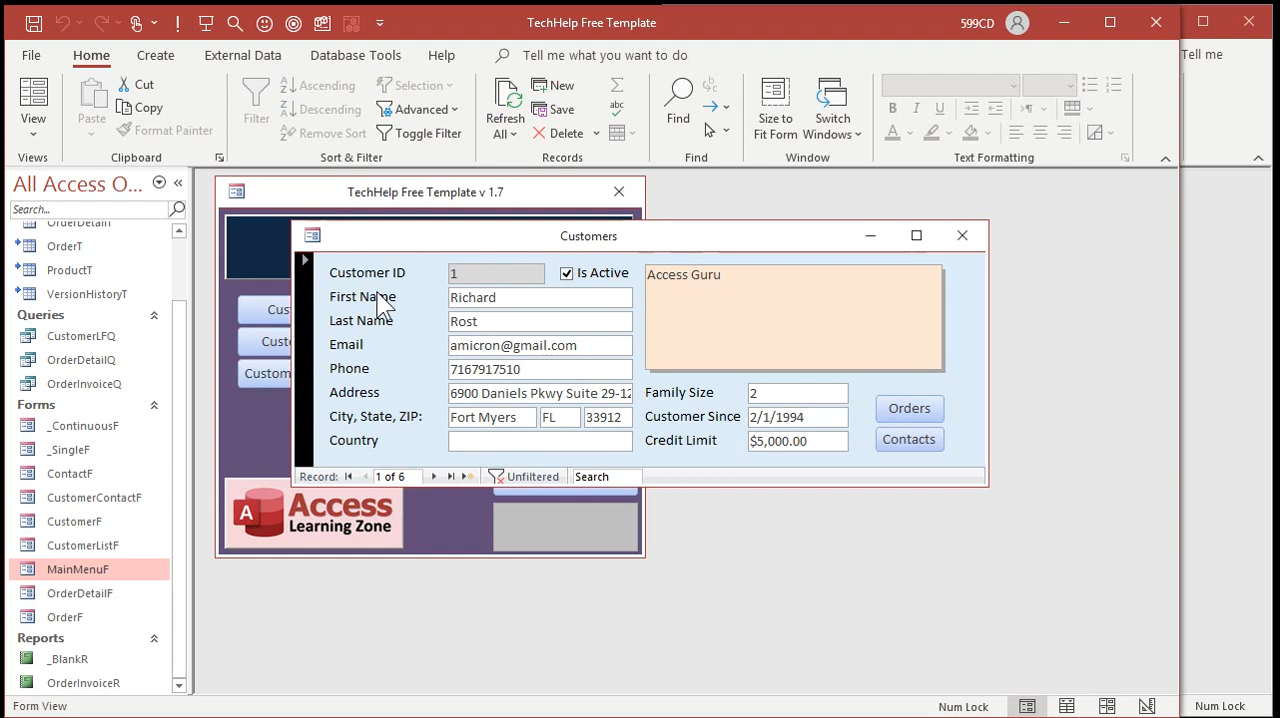 TechHelp Free Template
599CD
File Home Create External Data Database Tools Help Tell me what you want to do
Tell me
View
Views
Paste
Cut
Copy
Format Painter
Clipboard
Filter
Ascending
Descending
Remove Sort
Selection
Advanced
Toggle Filter
Sort & Filter
Refresh All
New
Save
Delete
Records
Find
Find
Size to Fit Form
Switch Windows
Window
B I U
A
Text Formatting
All Access O...
Search...
OrderDetailT
OrderT
ProductT
VersionHistoryT
Queries
CustomerLFQ
OrderDetailQ
OrderInvoiceQ
Forms
_ContinuousF
_SingleF
ContactF
CustomerContactF
CustomerF
CustomerListF
MainMenuF
OrderDetailF
OrderF
Reports
_BlankR
OrderInvoiceR
TechHelp Free Template v 1.7
Cust
Custom
Customers
Customer ID 1 Is Active
First Name Richard
Last Name Rost
Email amicron@gmail.com
Phone 7167917510
Address 6900 Daniels Pkwy Suite 29-12
City, State, ZIP: Fort Myers FL 33912
Country
Access Guru
Family Size 2
Customer Since 2/1/1994
Credit Limit $5,000.00
Orders
Contacts
Record: 1 of 6 Unfiltered Search
A Access
Learning Zone
Form View
Num Lock
Num Lock